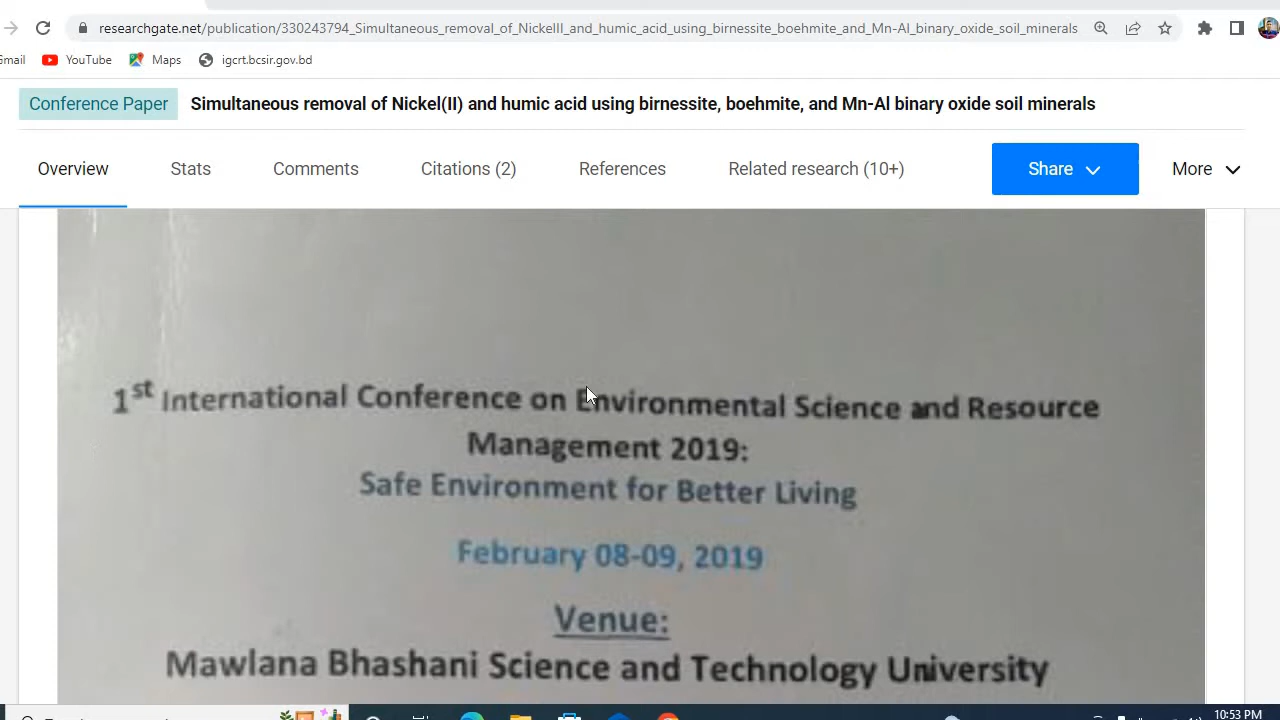 researchgate.net/publication/330243794_Simultaneous_removal_of_NickelII_and_humic_acid_using_birnessite_boehmite_and_Mn-Al_binary_oxide_soil_minerals
Gmail YouTube Maps igcrt.bcsir.gov.bd
Conference Paper Simultaneous removal of Nickel(II) and humic acid using birnessite, boehmite, and Mn-Al binary oxide soil minerals
Overview Stats Comments Citations (2) References Related research (10+) Share More
1st International Conference on Environmental Science and Resource
Management 2019:
Safe Environment for Better Living
February 08-09, 2019
Venue:
Mawlana Bhashani Science and Technology University
10:53 PM